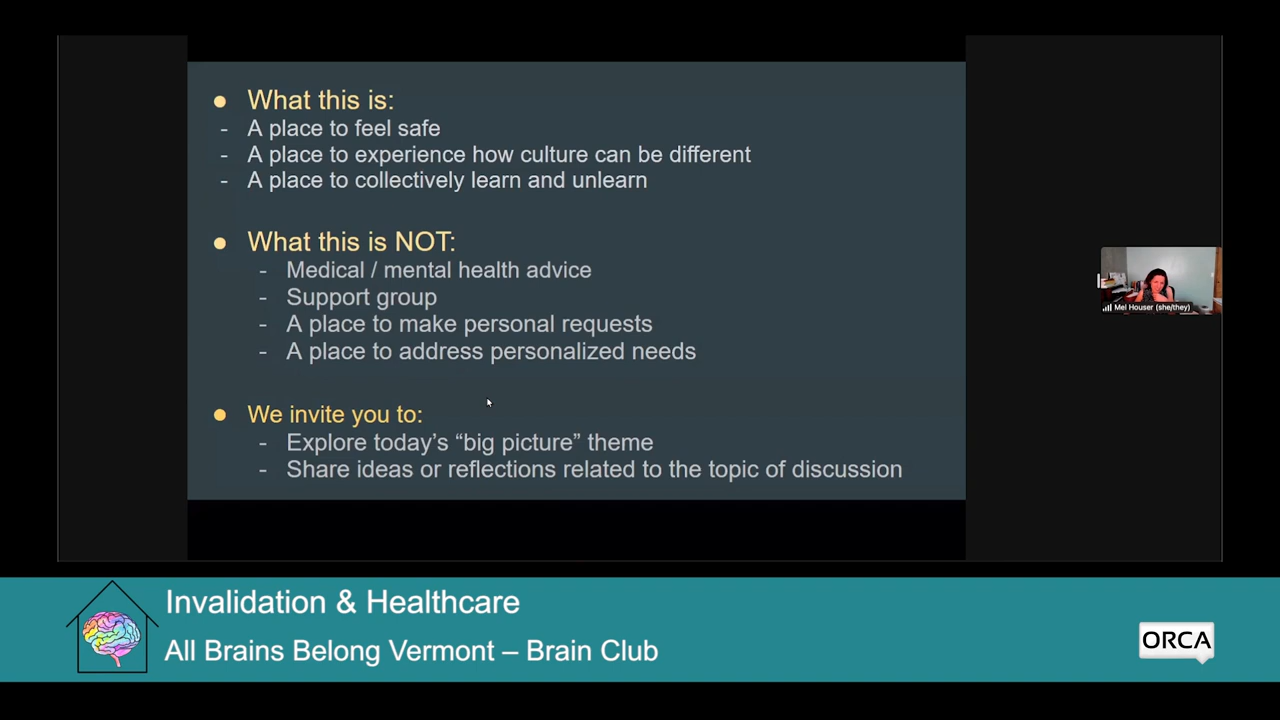 ● What this is:
- A place to feel safe
- A place to experience how culture can be different
- A place to collectively learn and unlearn
● What this is NOT:
- Medical / mental health advice
- Support group
- A place to make personal requests
- A place to address personalized needs
● We invite you to:
- Explore today’s “big picture” theme
- Share ideas or reflections related to the topic of discussion
Mel Houser (she/they)
Invalidation & Healthcare
All Brains Belong Vermont – Brain Club
ORCA